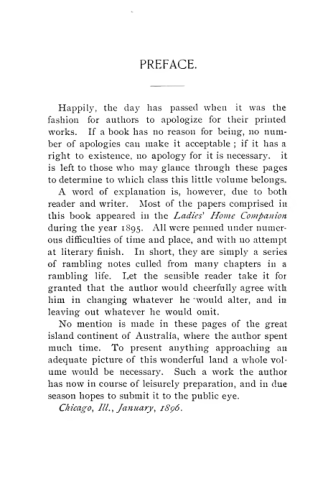 PREFACE.
Happily, the day has passed when it was the
fashion for authors to apologize for their printed
works. If a book has no reason for being, no num-
ber of apologies can make it acceptable ; if it has a
right to existence, no apology for it is necessary. it
is left to those who may glance through these pages
to determine to which class this little volume belongs.
A word of explanation is, however, due to both
reader and writer. Most of the papers comprised in
this book appeared in the Ladies' Home Companion
during the year 1895. All were penned under numer-
ous difficulties of time and place, and with no attempt
at literary finish. In short, they are simply a series
of rambling notes culled from many chapters in a
rambling life. Let the sensible reader take it for
granted that the author would cheerfully agree with
him in changing whatever he would alter, and in
leaving out whatever he would omit.
No mention is made in these pages of the great
island continent of Australia, where the author spent
much time. To present anything approaching an
adequate picture of this wonderful land a whole vol-
ume would be necessary. Such a work the author
has now in course of leisurely preparation, and in due
season hopes to submit it to the public eye.
Chicago, Ill., January, 1896.